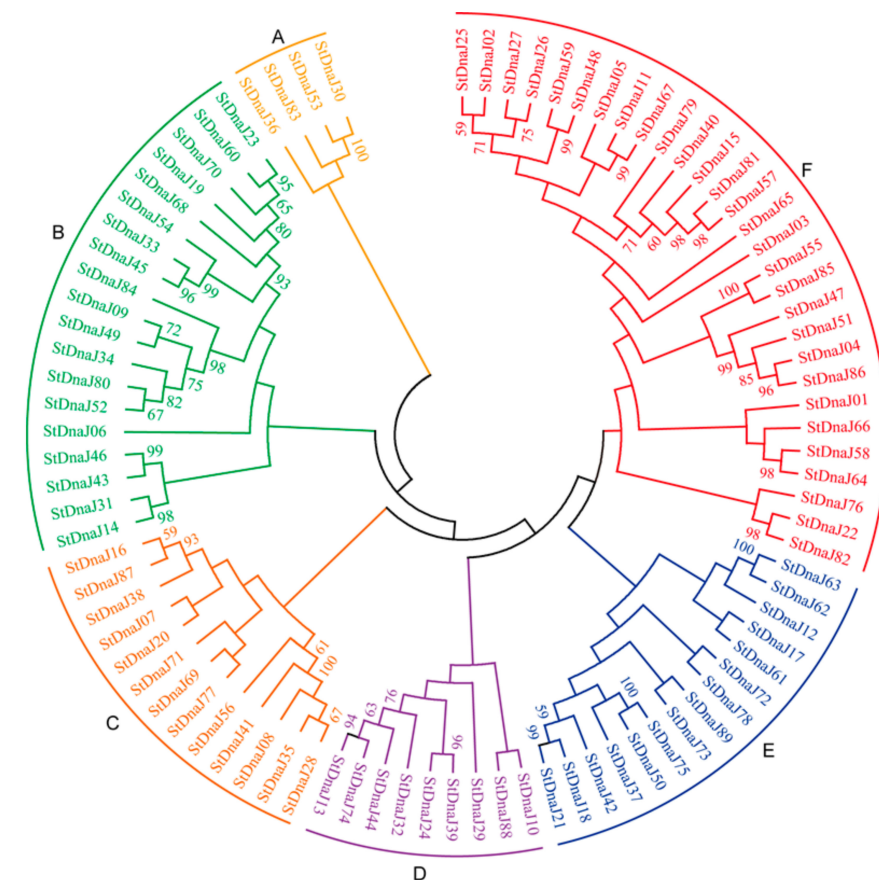 A
StDnaJ36
StDnaJ83
StDnaJ53
StDnaJ30
100
B
StDnaJ23
StDnaJ60
StDnaJ70
StDnaJ19
StDnaJ68
StDnaJ54
StDnaJ33
StDnaJ45
StDnaJ84
StDnaJ09
StDnaJ49
StDnaJ34
StDnaJ80
StDnaJ52
StDnaJ06
StDnaJ46
StDnaJ43
StDnaJ31
StDnaJ14
95
65
80
93
99
96
72
98
75
82
67
99
98
C
StDnaJ16
StDnaJ87
StDnaJ38
StDnaJ07
StDnaJ20
StDnaJ71
StDnaJ69
StDnaJ77
StDnaJ56
StDnaJ41
StDnaJ08
StDnaJ35
StDnaJ28
59
93
61
100
67
D
StDnaJ13
StDnaJ74
StDnaJ44
StDnaJ32
StDnaJ24
StDnaJ39
StDnaJ29
StDnaJ88
StDnaJ10
94
63
76
96
E
StDnaJ21
StDnaJ18
StDnaJ42
StDnaJ37
StDnaJ50
StDnaJ75
StDnaJ73
StDnaJ89
StDnaJ78
StDnaJ72
StDnaJ61
StDnaJ17
StDnaJ12
StDnaJ62
StDnaJ63
99
59
100
100
F
StDnaJ25
StDnaJ02
StDnaJ27
StDnaJ26
StDnaJ59
StDnaJ48
StDnaJ05
StDnaJ11
StDnaJ67
StDnaJ79
StDnaJ40
StDnaJ15
StDnaJ81
StDnaJ57
StDnaJ65
StDnaJ03
StDnaJ55
StDnaJ85
StDnaJ47
StDnaJ51
StDnaJ04
StDnaJ86
StDnaJ01
StDnaJ66
StDnaJ58
StDnaJ64
StDnaJ76
StDnaJ22
StDnaJ82
59
71
75
99
99
71
60
98
98
100
99
85
96
98
98